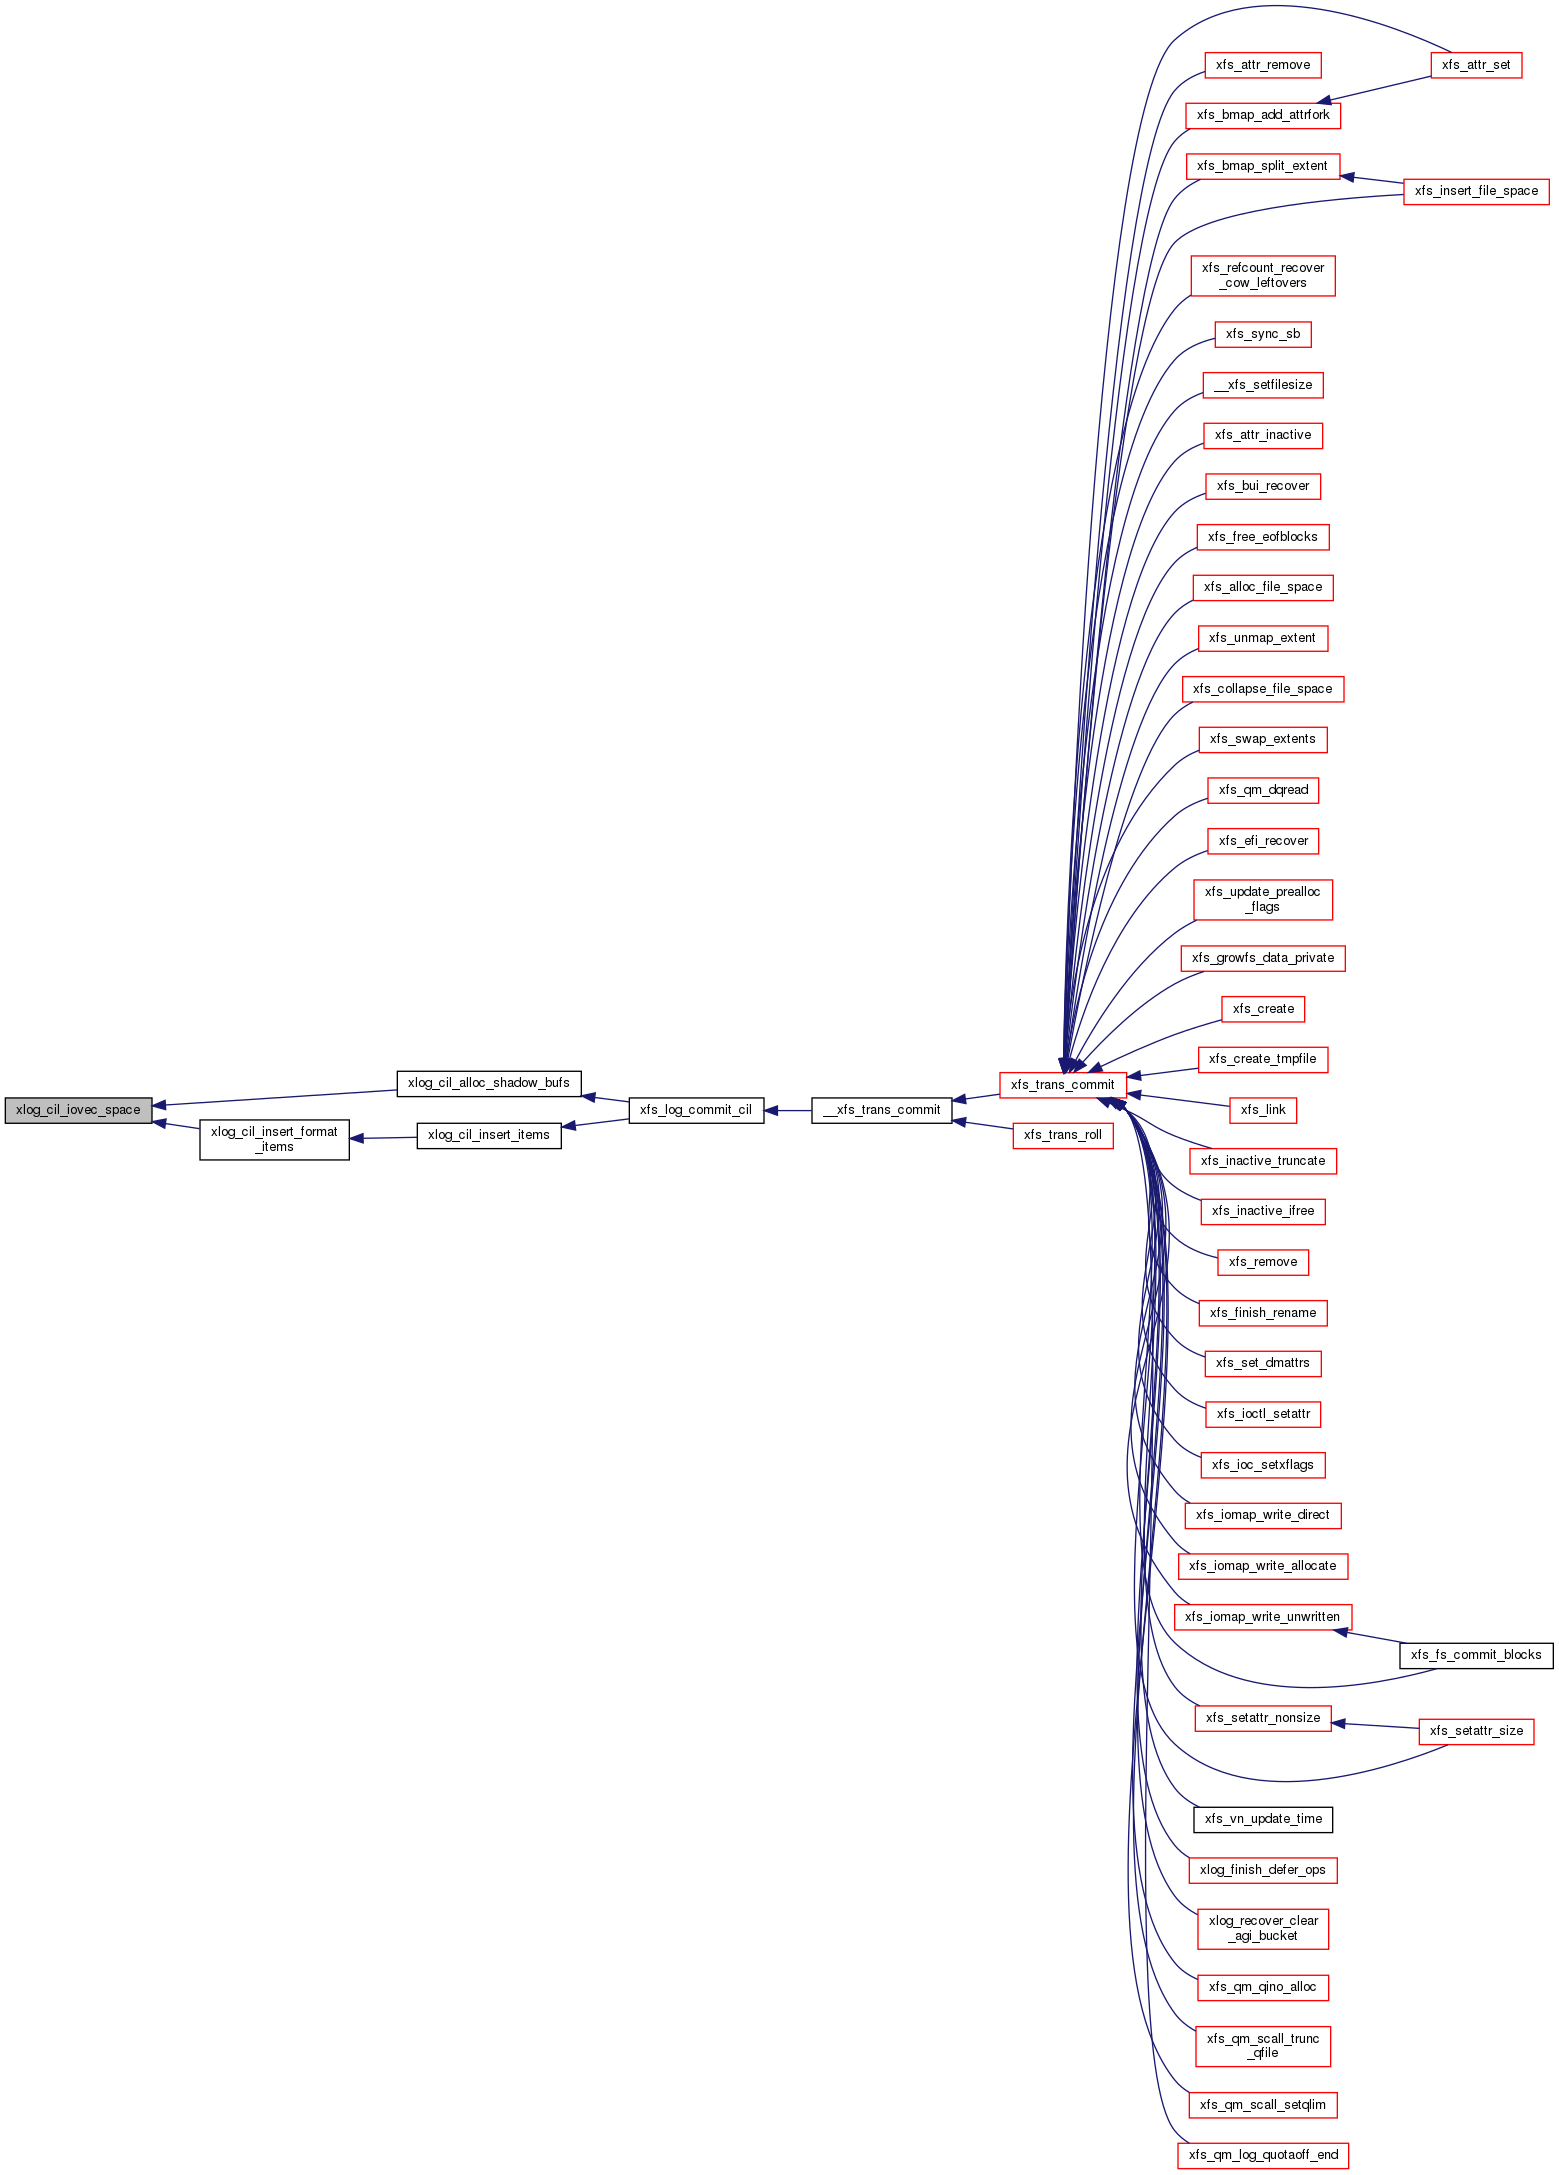 xfs_attr_set
xfs_attr_remove
xfs_bmap_add_attrfork
xfs_bmap_split_extent
xfs_insert_file_space
xfs_refcount_recover
_cow_leftovers
xfs_sync_sb
__xfs_setfilesize
xfs_attr_inactive
xfs_bui_recover
xfs_free_eofblocks
xfs_alloc_file_space
xfs_unmap_extent
xfs_collapse_file_space
xfs_swap_extents
xfs_qm_dqread
xfs_efi_recover
xfs_update_prealloc
_flags
xfs_growfs_data_private
xfs_create
xfs_create_tmpfile
xlog_cil_iovec_space
xlog_cil_alloc_shadow_bufs
xlog_cil_insert_format
_items
xlog_cil_insert_items
xfs_log_commit_cil
__xfs_trans_commit
xfs_trans_commit
xfs_trans_roll
xfs_link
xfs_inactive_truncate
xfs_inactive_ifree
xfs_remove
xfs_finish_rename
xfs_set_dmattrs
xfs_ioctl_setattr
xfs_ioc_setxflags
xfs_iomap_write_direct
xfs_iomap_write_allocate
xfs_iomap_write_unwritten
xfs_fs_commit_blocks
xfs_setattr_nonsize
xfs_setattr_size
xfs_vn_update_time
xlog_finish_defer_ops
xlog_recover_clear
_agi_bucket
xfs_qm_qino_alloc
xfs_qm_scall_trunc
_qfile
xfs_qm_scall_setqlim
xfs_qm_log_quotaoff_end